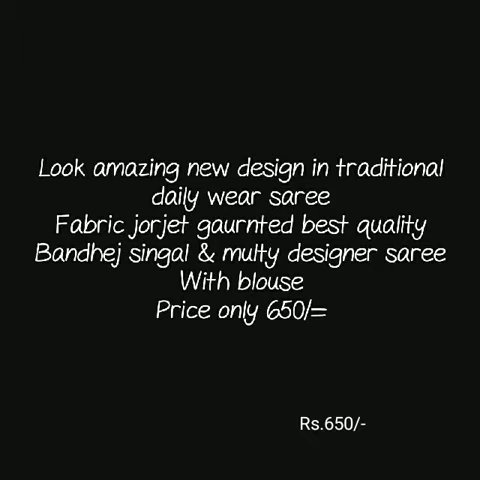 Look amazing new design in traditional
daily wear saree
Fabric jorjet gaurnted best quality
Bandhej singal & multy designer saree
With blouse
Price only 650/=
Rs.650/-